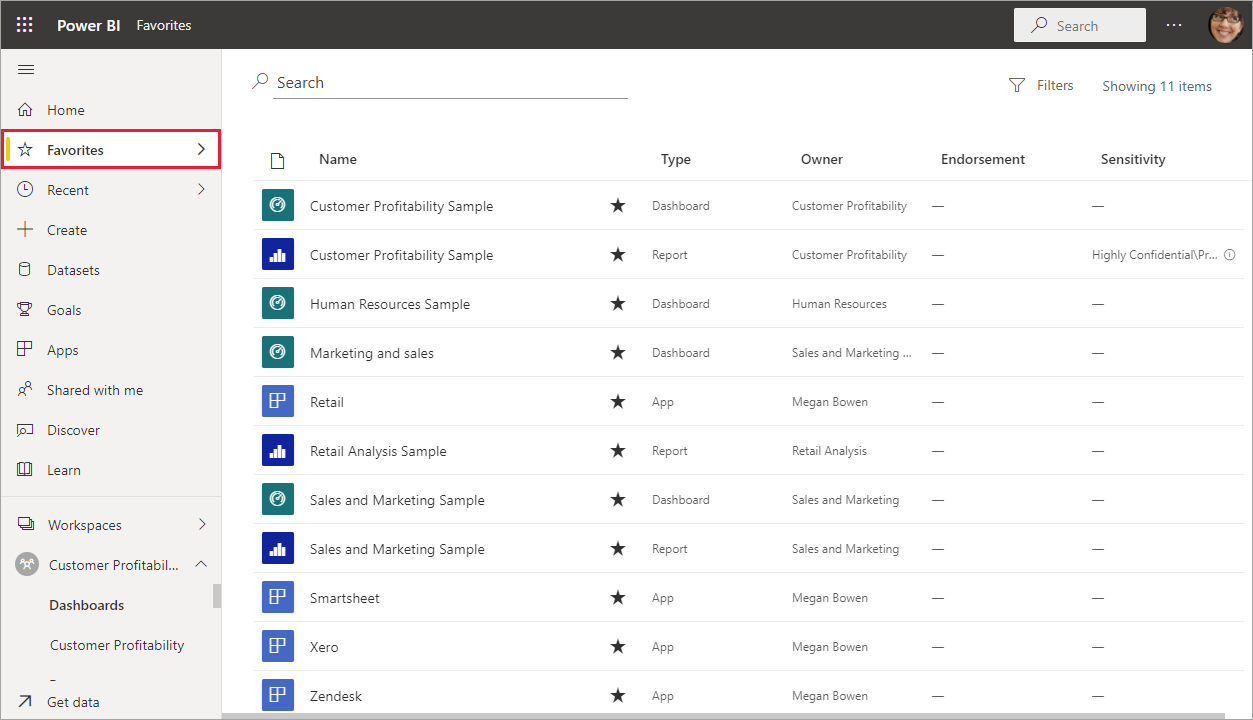 Power BI Favorites Search ...
Search
Filters Showing 11 items
Home
Favorites
Recent
Create
Datasets
Goals
Apps
Shared with me
Discover
Learn
Workspaces
Customer Profitabil...
Dashboards
Customer Profitability
Get data
Name Type Owner Endorsement Sensitivity
Customer Profitability Sample Dashboard Customer Profitability — —
Customer Profitability Sample Report Customer Profitability — Highly Confidential\Pr...
Human Resources Sample Dashboard Human Resources — —
Marketing and sales Dashboard Sales and Marketing ... — —
Retail App Megan Bowen — —
Retail Analysis Sample Report Retail Analysis — —
Sales and Marketing Sample Dashboard Sales and Marketing — —
Sales and Marketing Sample Report Sales and Marketing — —
Smartsheet App Megan Bowen — —
Xero App Megan Bowen — —
Zendesk App Megan Bowen — —